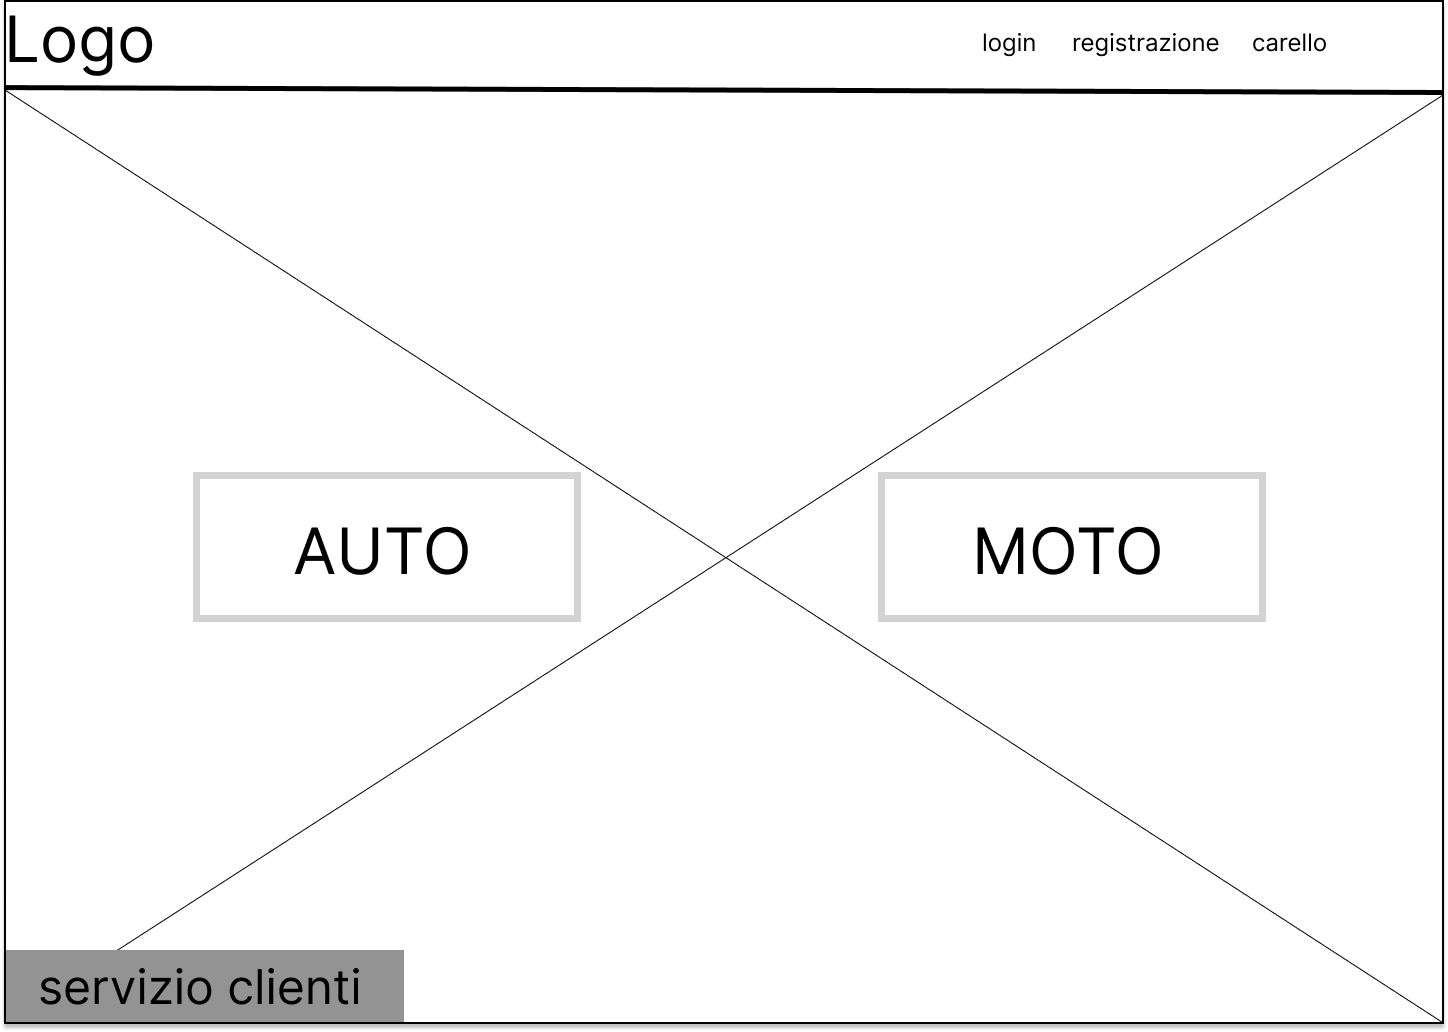 Logo
login registrazione carello
AUTO
MOTO
servizio clienti